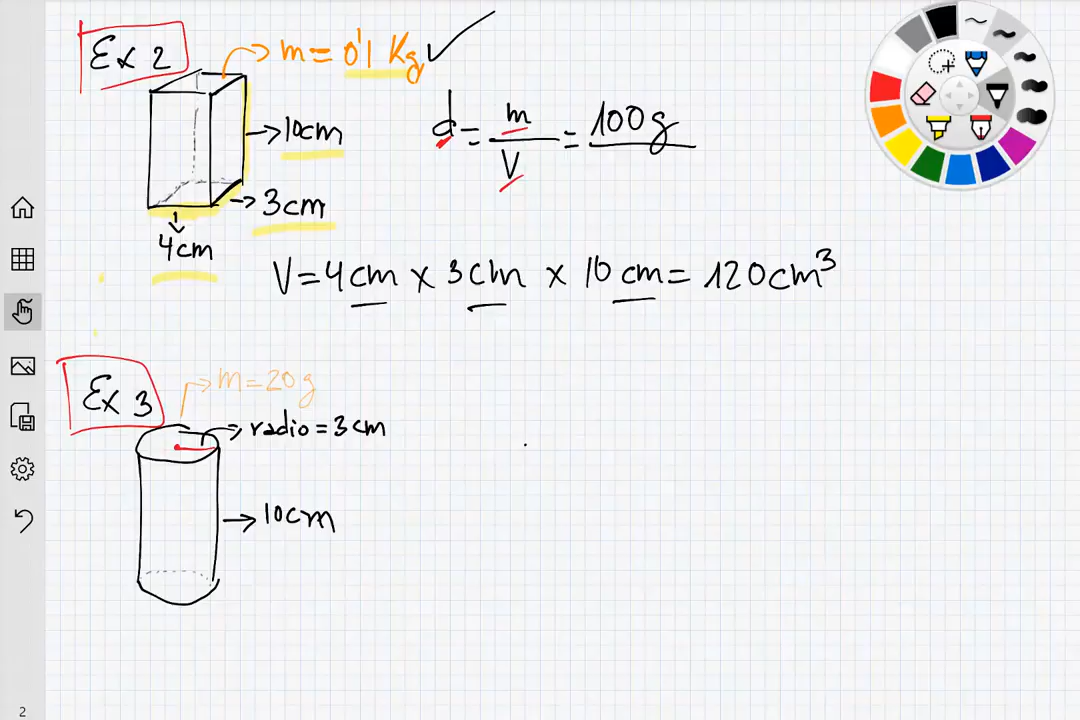 Ex 2
m = 0'1 Kg
10cm
3cm
4cm
d = m/V = 100g
V = 4cm x 3cm x 10cm = 120cm³
Ex 3
m = 20g
radio = 3cm
10cm
2